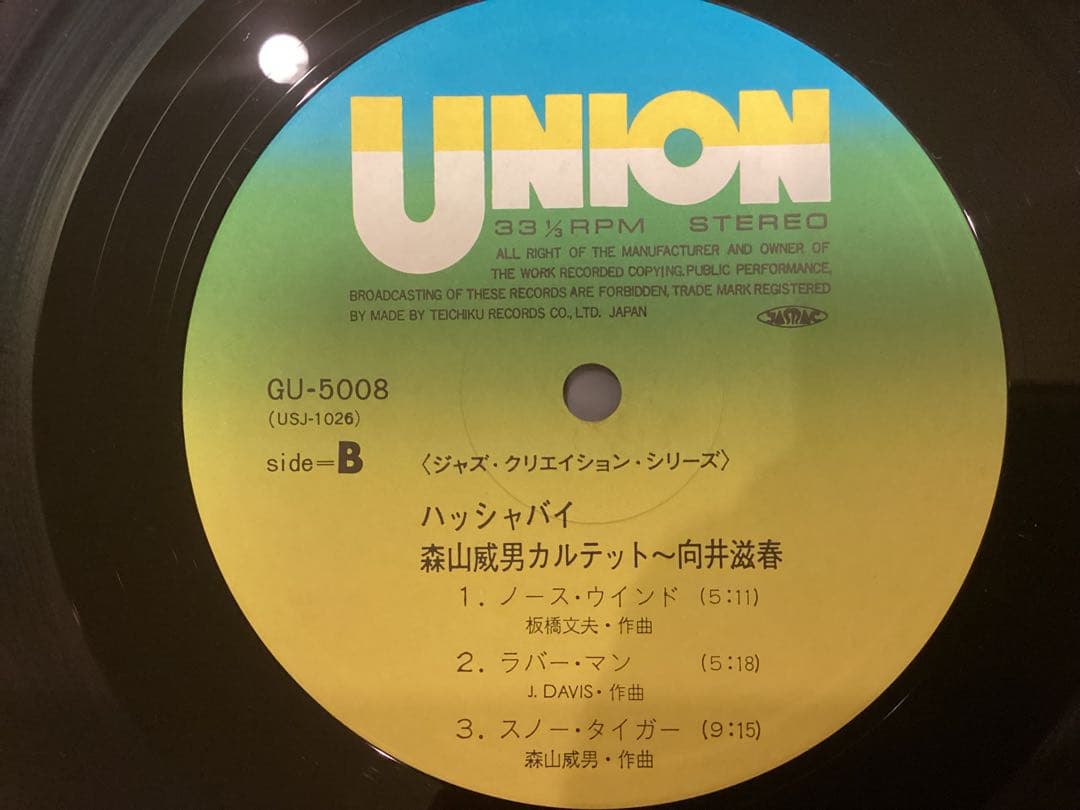 UNION
33 1/3 RPM STEREO
ALL RIGHT OF THE MANUFACTURER AND OWNER OF
THE WORK RECORDED COPYING.PUBLIC PERFORMANCE,
BROADCASTING OF THESE RECORDS ARE FORBIDDEN, TRADE MARK REGISTERED
BY MADE BY TEICHIKU RECORDS CO., LTD. JAPAN
JASRAC
GU-5008
(USJ-1026)
side=B
〈ジャズ・クリエイション・シリーズ〉
ハッシャバイ
森山威男カルテット〜向井滋春
1. ノース・ウインド (5:11)
板橋文夫・作曲
2. ラバー・マン (5:18)
J. DAVIS・作曲
3. スノー・タイガー (9:15)
森山威男・作曲